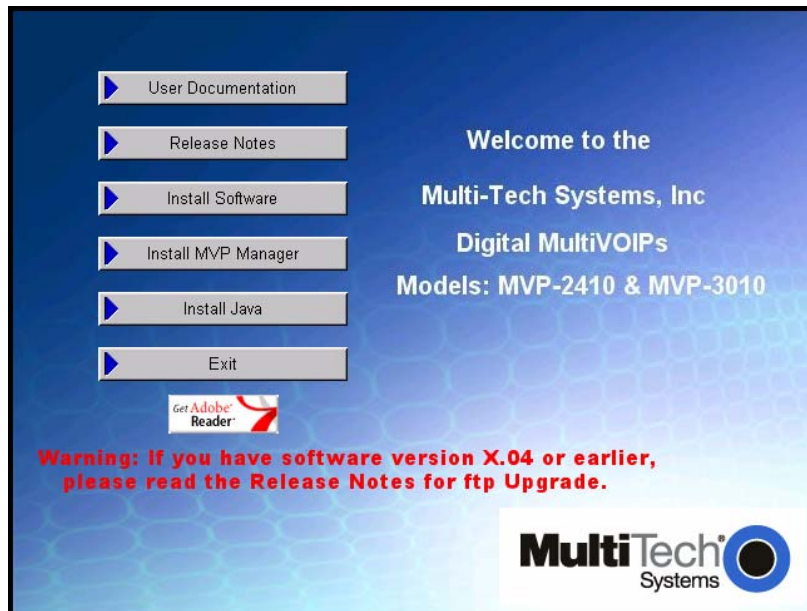 User Documentation
Release Notes
Install Software
Install MVP Manager
Install Java
Exit
Get Adobe®
Reader®
Welcome to the
Multi-Tech Systems, Inc
Digital MultiVOIPs
Models: MVP-2410 & MVP-3010
Warning: If you have software version X.04 or earlier,
please read the Release Notes for ftp Upgrade.
MultiTech®
Systems